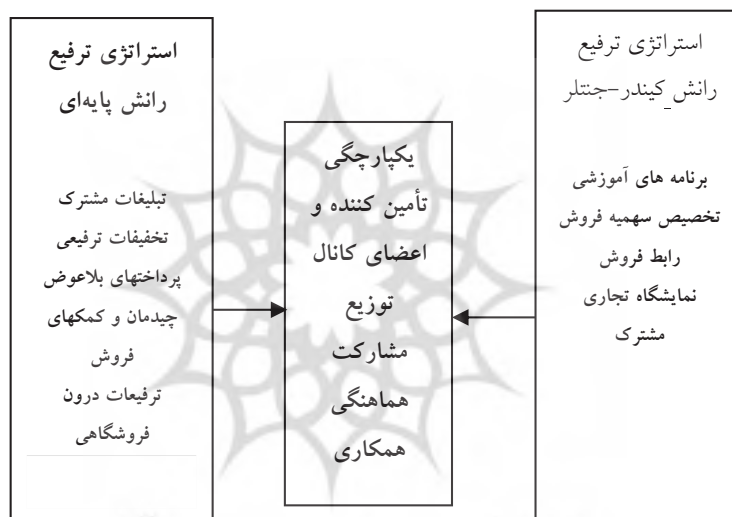 استراتژی ترفیع
رانش کیندر-جنتلر
برنامه های آموزشی
تخصیص سهمیه فروش
رابط فروش
نمایشگاه تجاری
مشترک
یکپارچگی
تأمین کننده و
اعضای کانال
توزیع
مشارکت
هماهنگی
همکاری
استراتژی ترفیع
رانش پایه‌ای
تبلیغات مشترک
تخفیفات ترفیعی
پرداختهای بلاعوض
چیدمان و کمکهای
فروش
ترفیعات درون
فروشگاهی